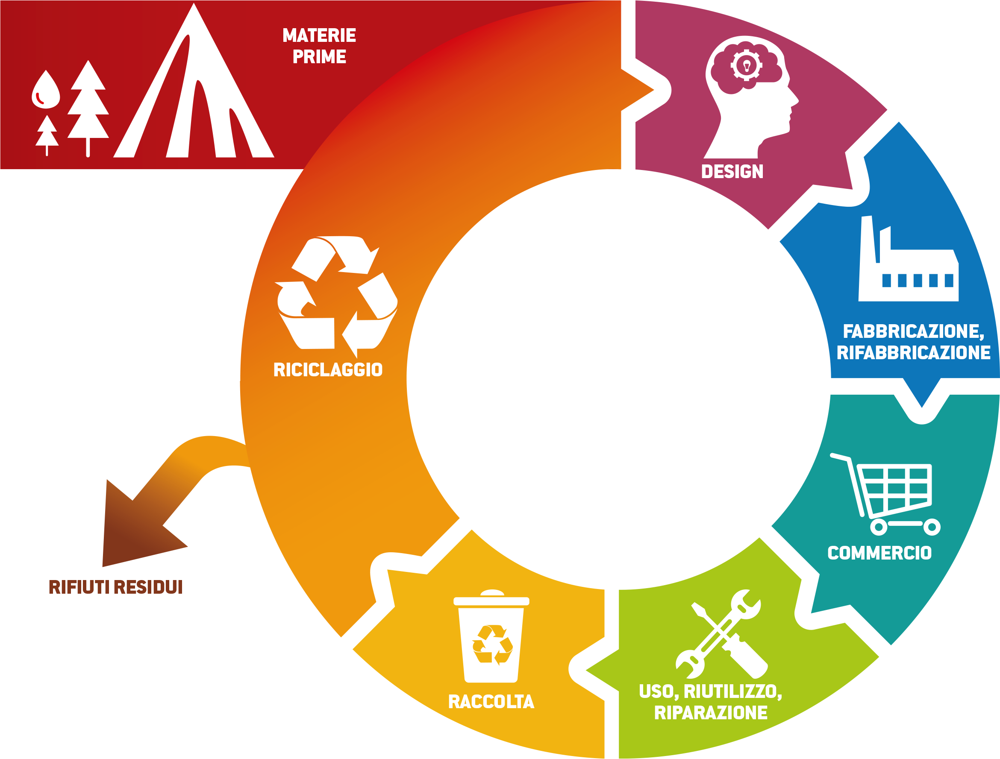 MATERIE
PRIME
DESIGN
FABBRICAZIONE,
RIFABBRICAZIONE
COMMERCIO
USO, RIUTILIZZO,
RIPARAZIONE
RACCOLTA
RICICLAGGIO
RIFIUTI RESIDUI